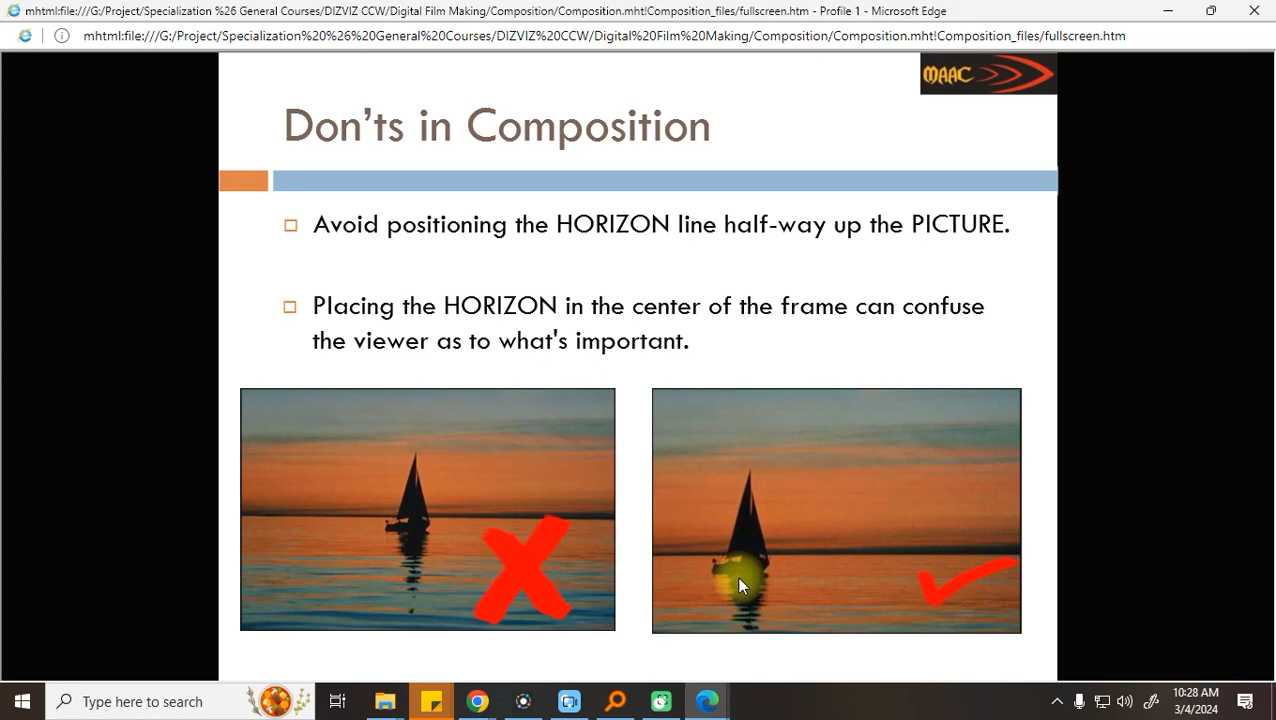 mhtml:file:///G:/Project/Specialization %26 General Courses/DIZVIZ CCW/Digital Film Making/Composition/Composition.mht!Composition_files/fullscreen.htm - Profile 1 - Microsoft Edge
mhtml:file:///G:/Project/Specialization%20%26%20General%20Courses/DIZVIZ%20CCW/Digital%20Film%20Making/Composition/Composition.mht!Composition_files/fullscreen.htm
MAAC
Don'ts in Composition
Avoid positioning the HORIZON line half-way up the PICTURE.
Placing the HORIZON in the center of the frame can confuse
the viewer as to what's important.
Type here to search
10:28 AM
3/4/2024